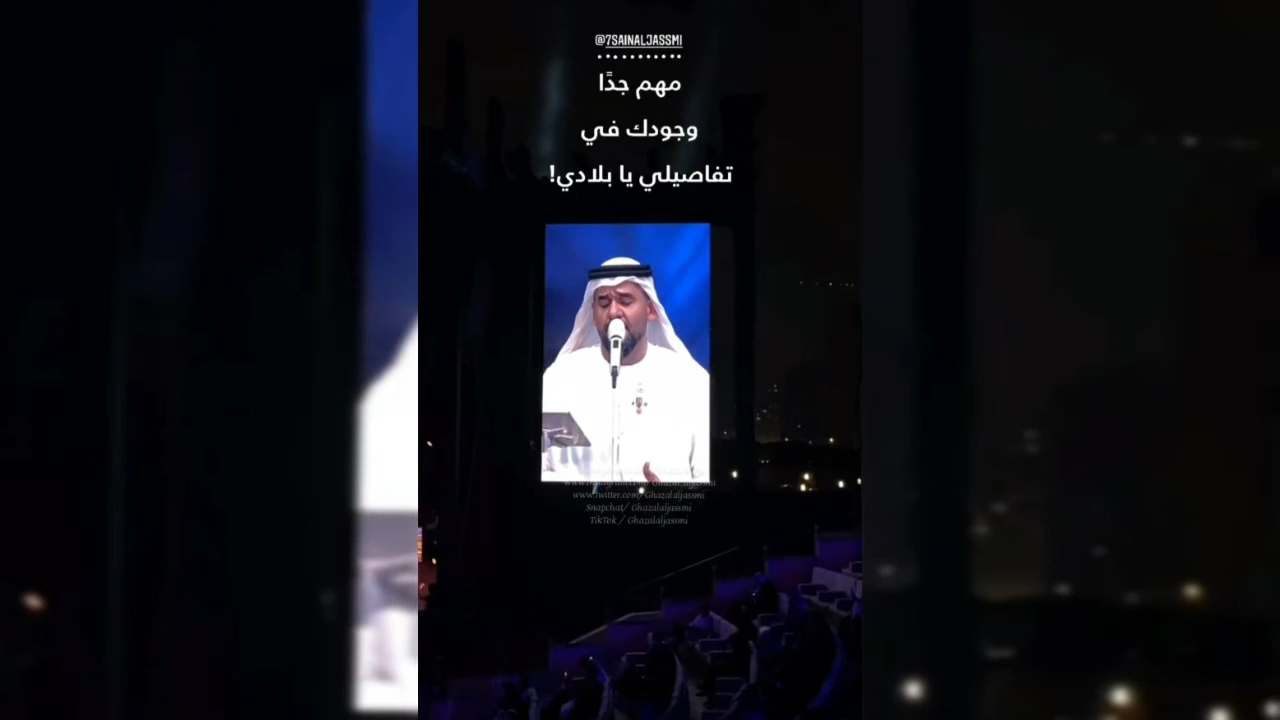 @7SAINALJASSMI
مهم جدًا
وجودك في
تفاصيلي يا بلادي!
www.twitter.com/Ghazalaljassmi
Snapchat/ Ghazalaljassmi
TikTok / Ghazalaljassmi